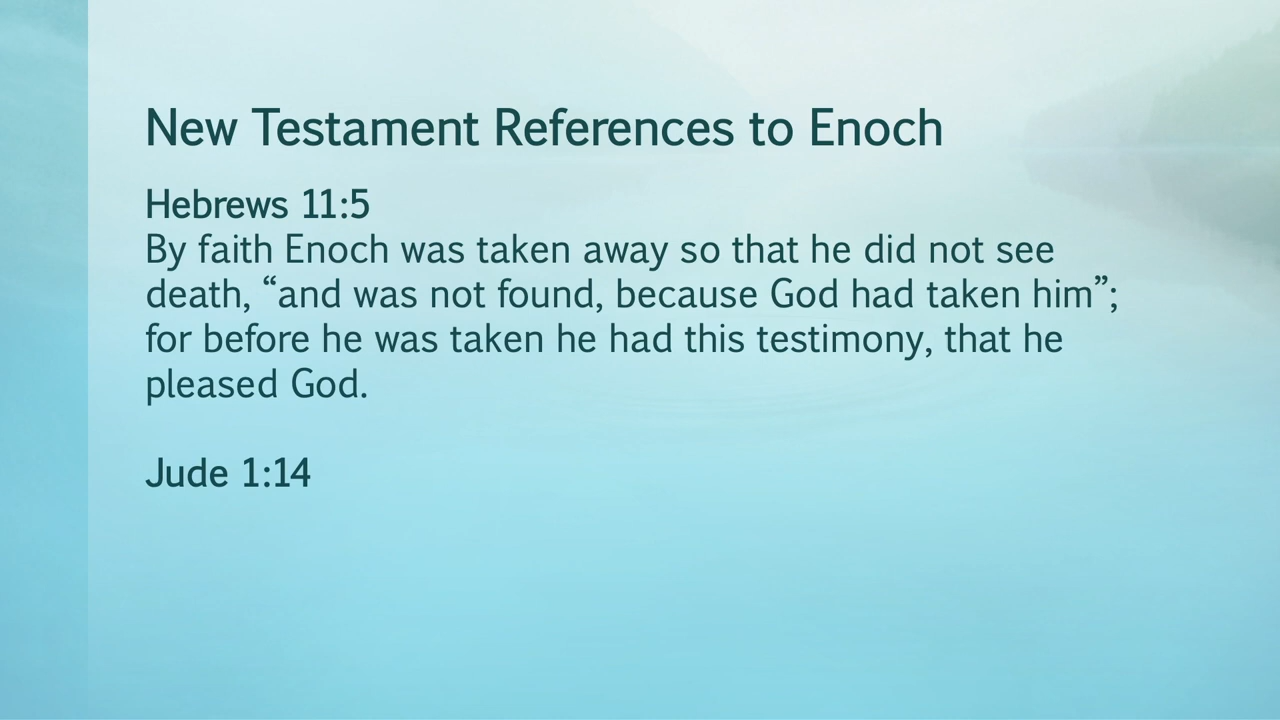 New Testament References to Enoch
Hebrews 11:5
By faith Enoch was taken away so that he did not see
death, “and was not found, because God had taken him”;
for before he was taken he had this testimony, that he
pleased God.
Jude 1:14